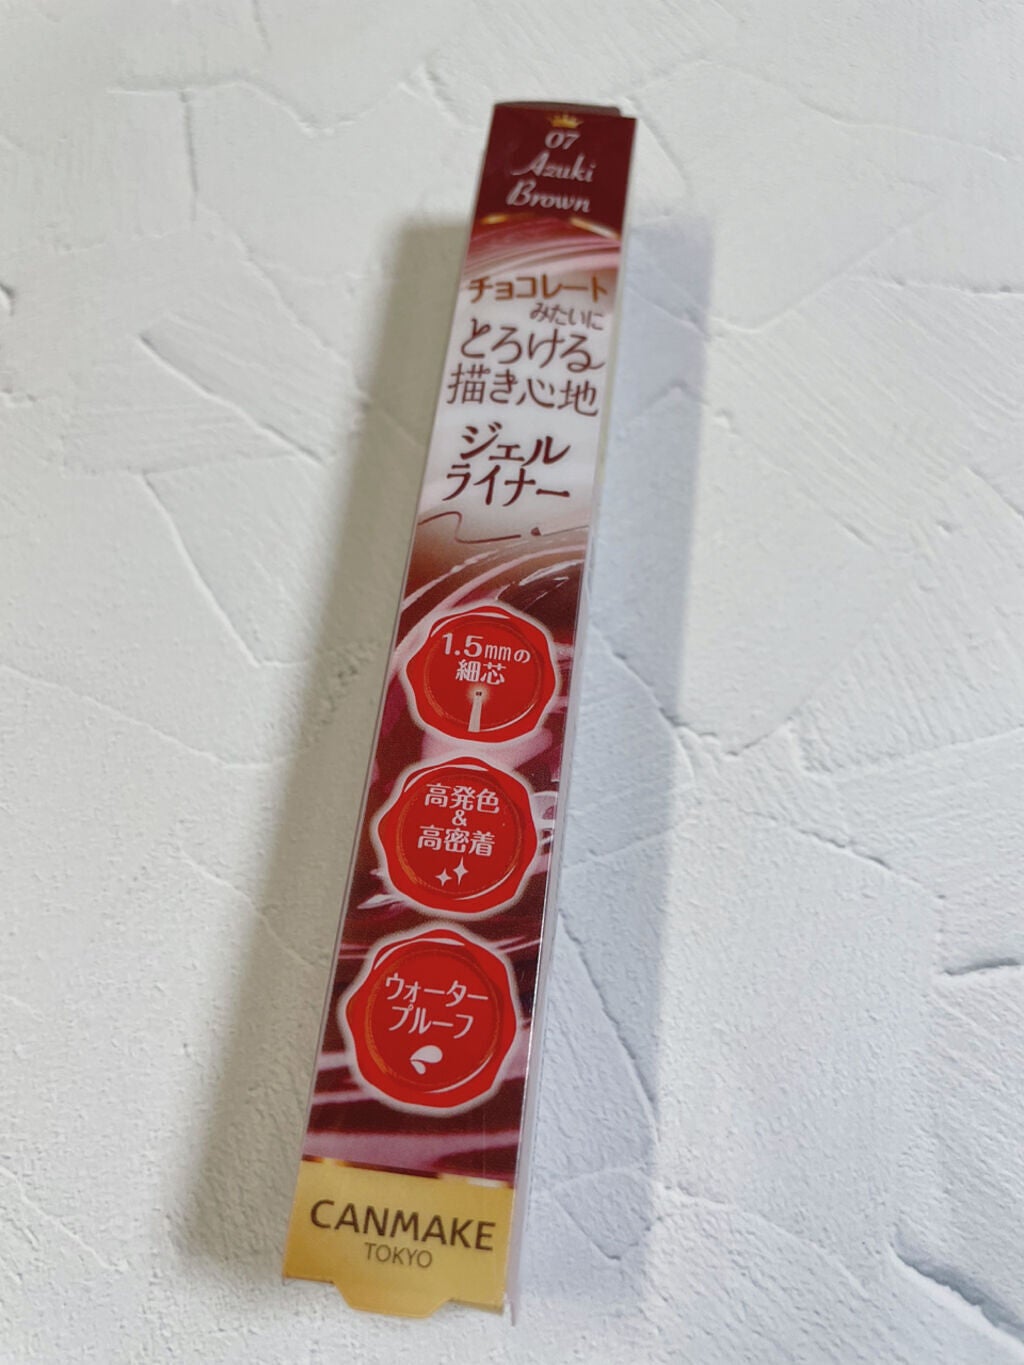 07
Azuki
Brown
チョコレート
みたいに
とろける
描き心地
ジェル
ライナー
1.5mmの
細芯
高発色
&
高密着
ウォーター
プルーフ
CANMAKE
TOKYO